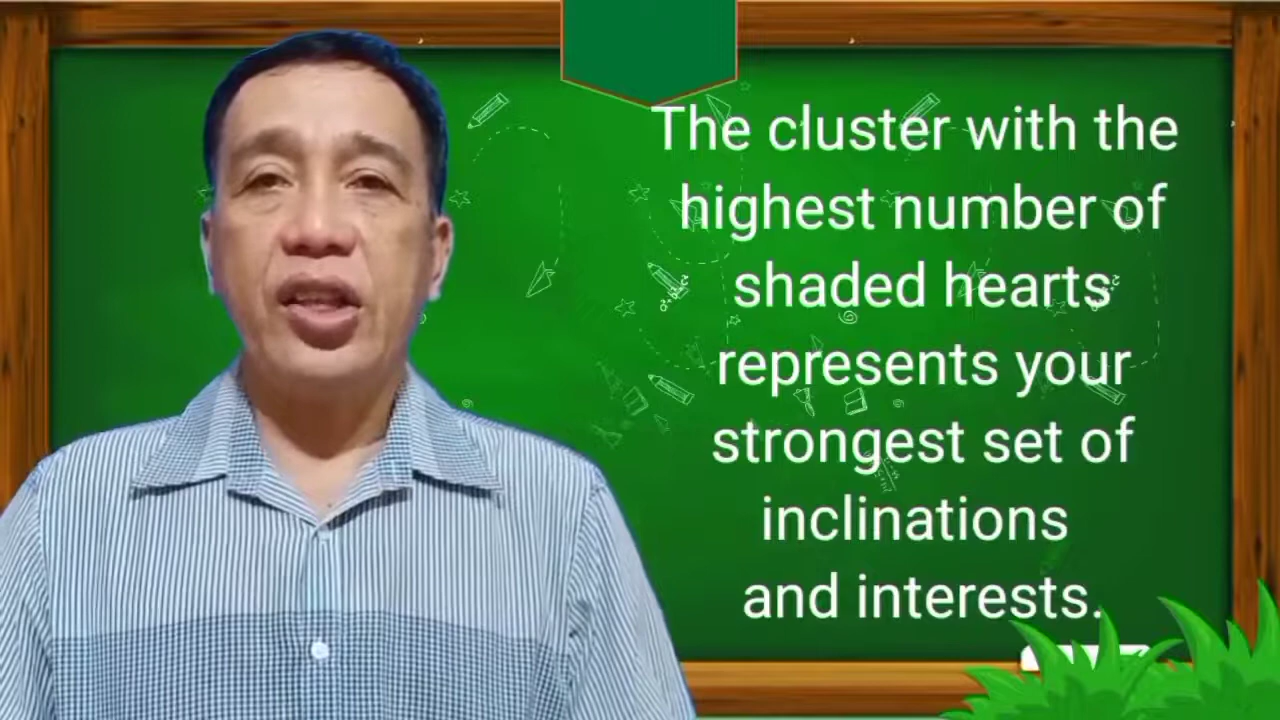 The cluster with the
highest number of
shaded hearts
represents your
strongest set of
inclinations
and interests.